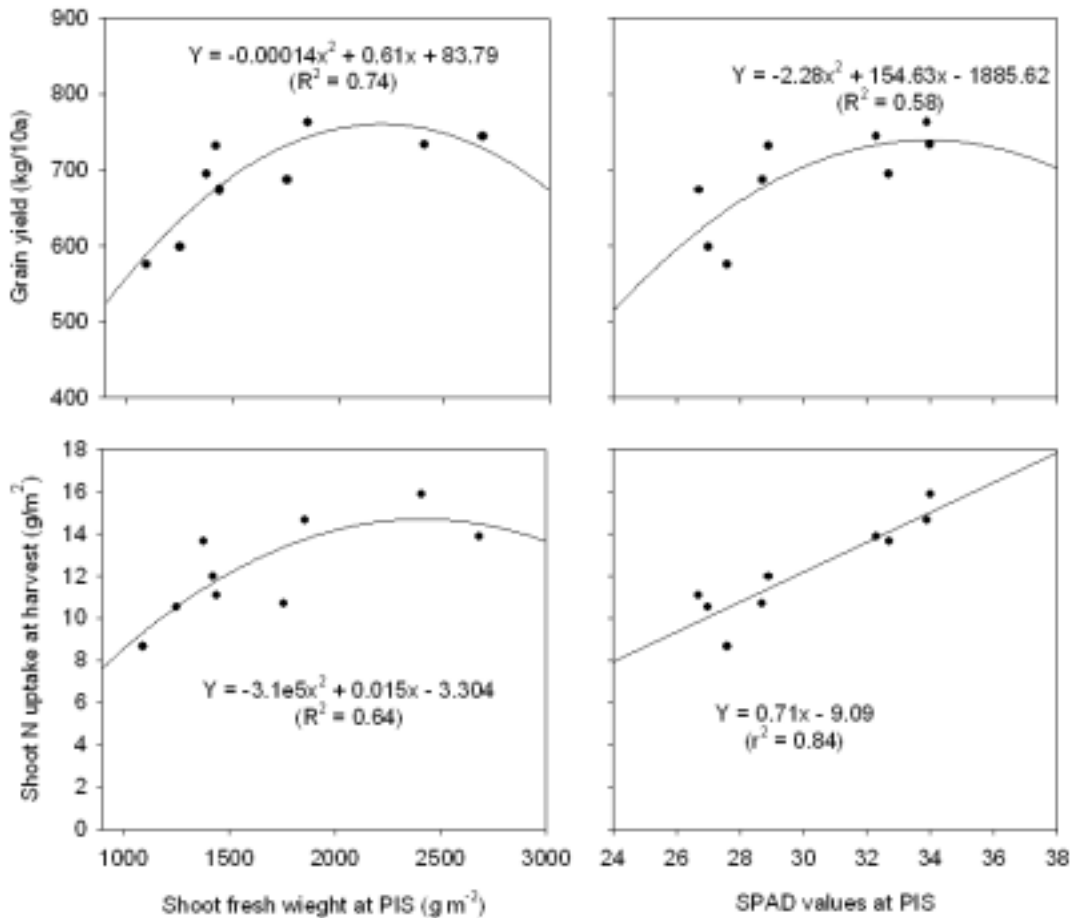 900
800
700
600
500
400
Grain yield (kg/10a)
Y = -0.00014x² + 0.61x + 83.79
(R² = 0.74)
Y = -2.28x² + 154.63x - 1885.62
(R² = 0.58)
18
16
14
12
10
8
6
4
2
0
Shoot N uptake at harvest (g/m²)
Y = -3.1e5x² + 0.015x - 3.304
(R² = 0.64)
Y = 0.71x - 9.09
(r² = 0.84)
1000 1500 2000 2500 3000
24 26 28 30 32 34 36 38
Shoot fresh wieght at PIS (g m⁻²)
SPAD values at PIS